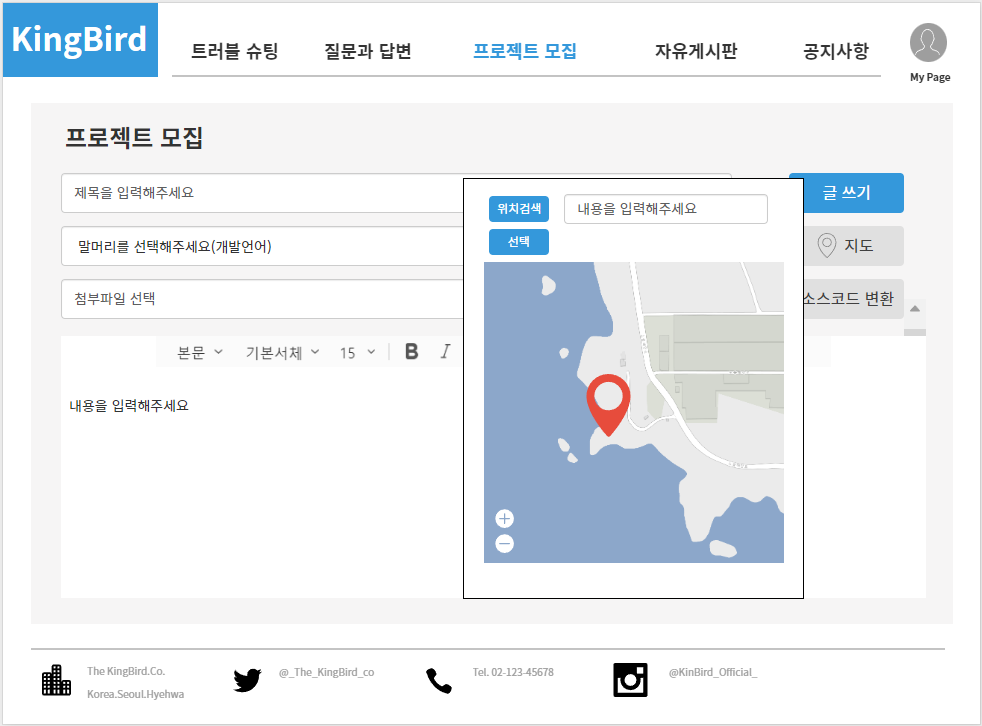 KingBird
트러블 슈팅
질문과 답변
프로젝트 모집
자유게시판
공지사항
My Page
프로젝트 모집
제목을 입력해주세요
글 쓰기
말머리를 선택해주세요(개발언어)
지도
첨부파일 선택
소스코드 변환
위치검색
내용을 입력해주세요
선택
본문
기본서체
15
B
I
내용을 입력해주세요
The KingBird.Co.
Korea.Seoul.Hyehwa
@_The_KingBird_co
Tel. 02-123-45678
@KinBird_Official_